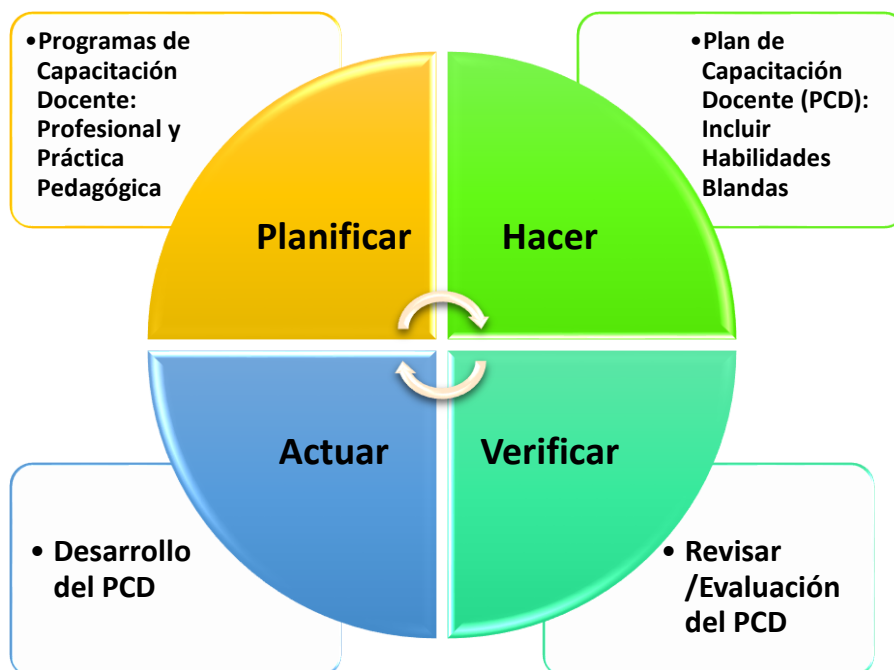 •Programas de
Capacitación
Docente:
Profesional y
Práctica
Pedagógica
•Plan de
Capacitación
Docente (PCD):
Incluir
Habilidades
Blandas
Planificar
Hacer
Actuar
Verificar
• Desarrollo
del PCD
• Revisar
/Evaluación
del PCD